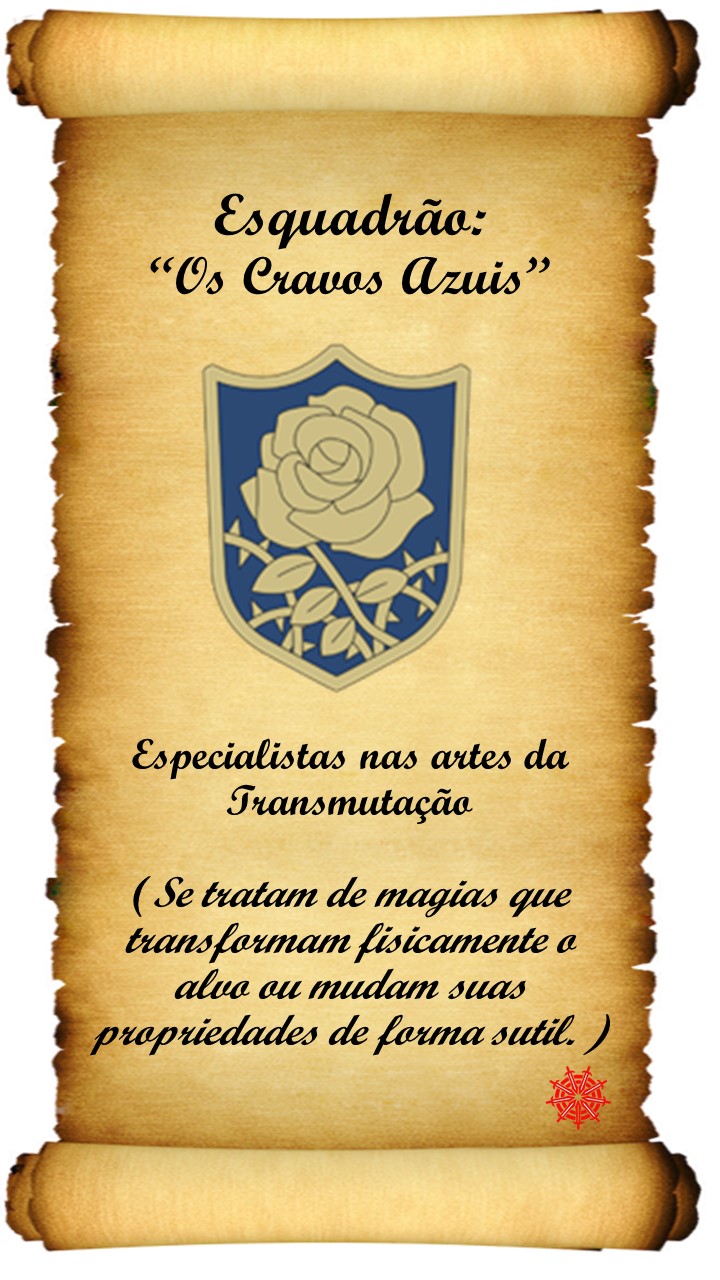 Esquadrão:
“Os Cravos Azuis”
Especialistas nas artes da
Transmutação
( Se tratam de magias que
transformam fisicamente o
alvo ou mudam suas
propriedades de forma sutil. )